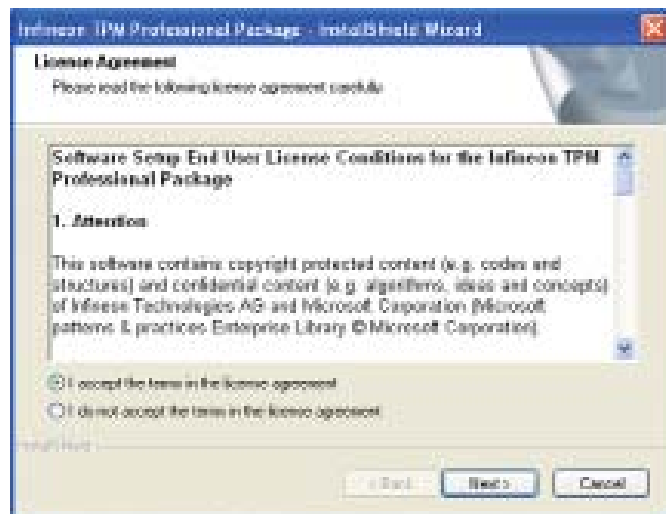 Infineon TPM Professional Package - InstallShield Wizard
License Agreement
Please read the following license agreement carefully.
Software Setup End User License Conditions for the Infineon TPM
Professional Package
1. Attention
This software contains copyright protected content (e.g. codes and
structures) and confidential content (e.g. algorithms, ideas and concepts)
of Infineon Technologies AG and Microsoft Corporation (Microsoft
patterns & practices Enterprise Library © Microsoft Corporation).
I accept the terms in the license agreement
I do not accept the terms in the license agreement
InstallShield
< Back
Next >
Cancel